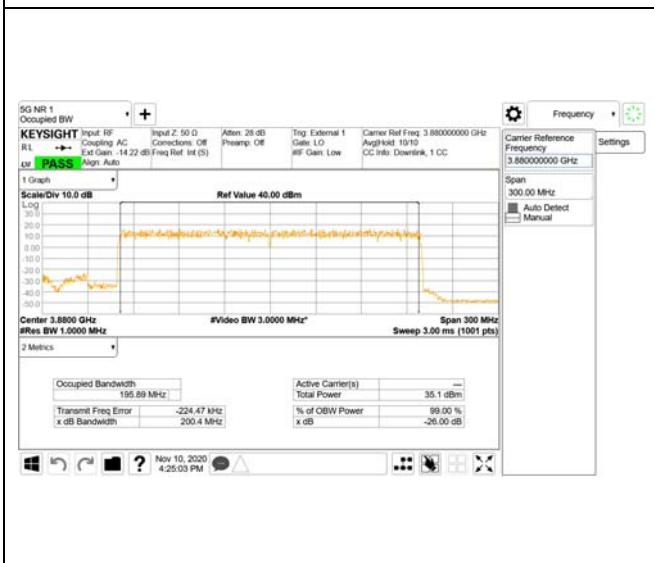 5G NR 1
Occupied BW
Frequency
KEYSIGHT
RL
PASS
Input: RF
Coupling: AC
Ext Gain: -14.22 dB
Align: Auto
Input Z: 50 Ω
Corrections: Off
Freq Ref: Int (S)
Atten: 28 dB
Preamp: Off
Trig: External 1
Gate: LO
#IF Gain: Low
Carrier Ref Freq: 3.880000000 GHz
Avg|Hold: 10/10
CC Info: Downlink, 1 CC
Carrier Reference
Frequency
3.880000000 GHz
Settings
Span
300.00 MHz
Auto Detect
Manual
1 Graph
Scale/Div 10.0 dB
Ref Value 40.00 dBm
Log
30.0
20.0
10.0
0.00
-10.0
-20.0
-30.0
-40.0
-50.0
Center 3.8800 GHz
#Video BW 3.0000 MHz*
Span 300 MHz
#Res BW 1.0000 MHz
Sweep 3.00 ms (1001 pts)
2 Metrics
Occupied Bandwidth
195.89 MHz
Active Carrier(s)
---
Total Power
35.1 dBm
Transmit Freq Error
-224.47 kHz
% of OBW Power
99.00 %
x dB Bandwidth
200.4 MHz
x dB
-26.00 dB
?
Nov 10, 2020
4:25:03 PM